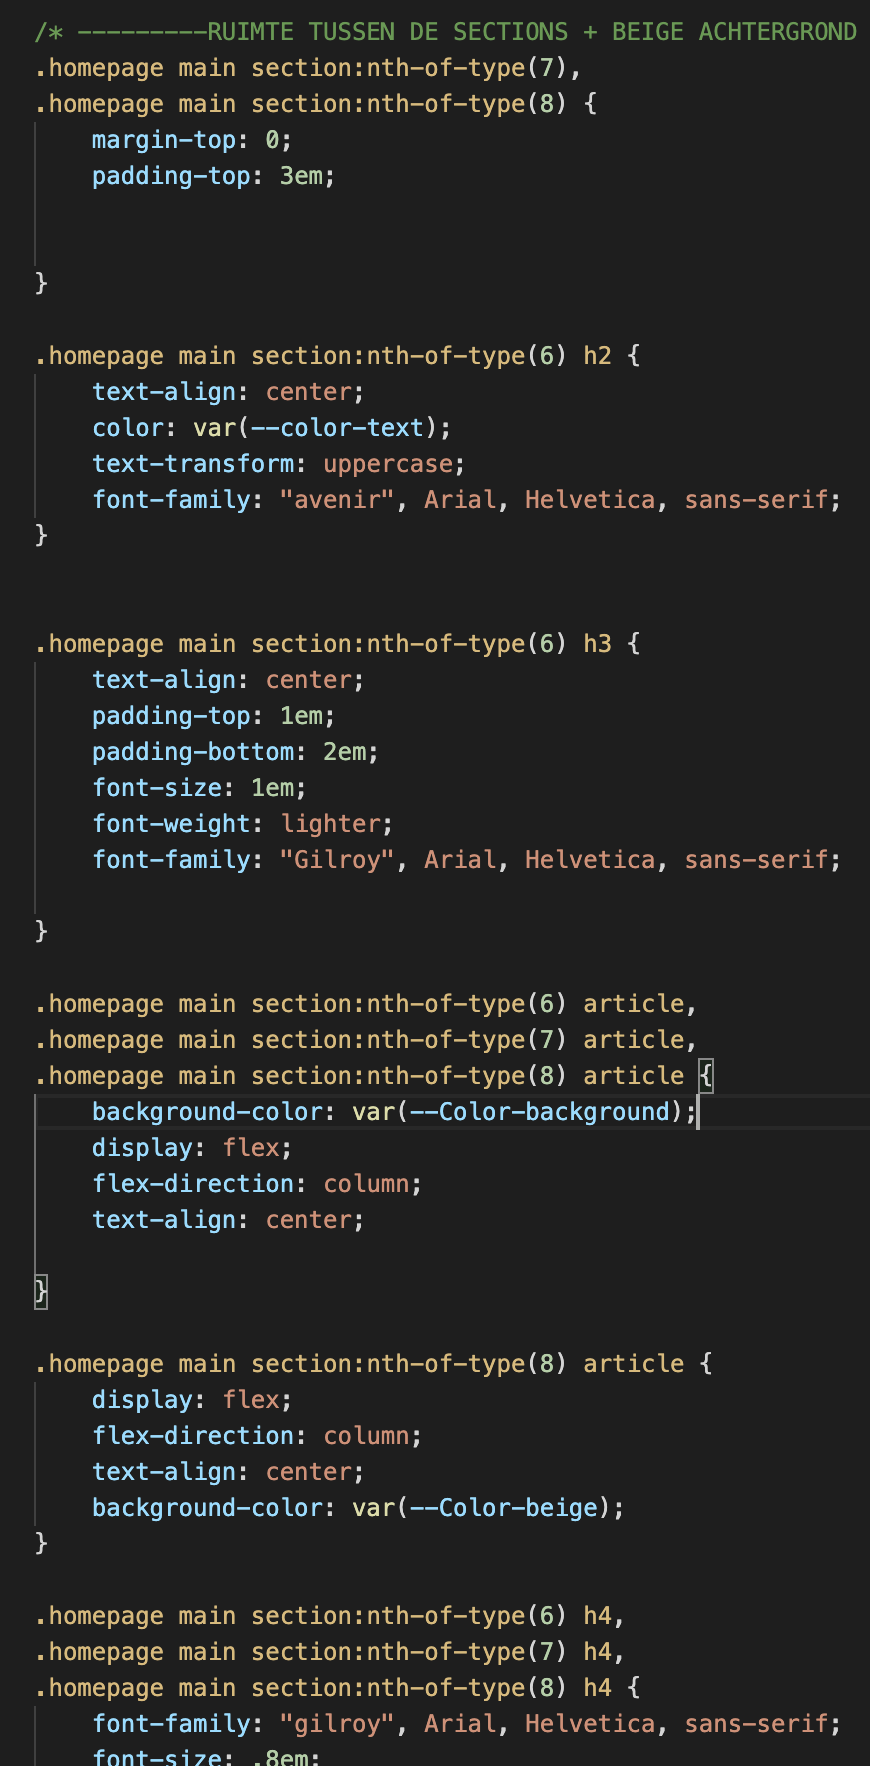 /* ---------RUIMTE TUSSEN DE SECTIONS + BEIGE ACHTERGROND
.homepage main section:nth-of-type(7),
.homepage main section:nth-of-type(8) {
margin-top: 0;
padding-top: 3em;
}
.homepage main section:nth-of-type(6) h2 {
text-align: center;
color: var(--color-text);
text-transform: uppercase;
font-family: "avenir", Arial, Helvetica, sans-serif;
}
.homepage main section:nth-of-type(6) h3 {
text-align: center;
padding-top: 1em;
padding-bottom: 2em;
font-size: 1em;
font-weight: lighter;
font-family: "Gilroy", Arial, Helvetica, sans-serif;
}
.homepage main section:nth-of-type(6) article,
.homepage main section:nth-of-type(7) article,
.homepage main section:nth-of-type(8) article {
background-color: var(--Color-background);
display: flex;
flex-direction: column;
text-align: center;
}
.homepage main section:nth-of-type(8) article {
display: flex;
flex-direction: column;
text-align: center;
background-color: var(--Color-beige);
}
.homepage main section:nth-of-type(6) h4,
.homepage main section:nth-of-type(7) h4,
.homepage main section:nth-of-type(8) h4 {
font-family: "gilroy", Arial, Helvetica, sans-serif;
font-size: .8em;